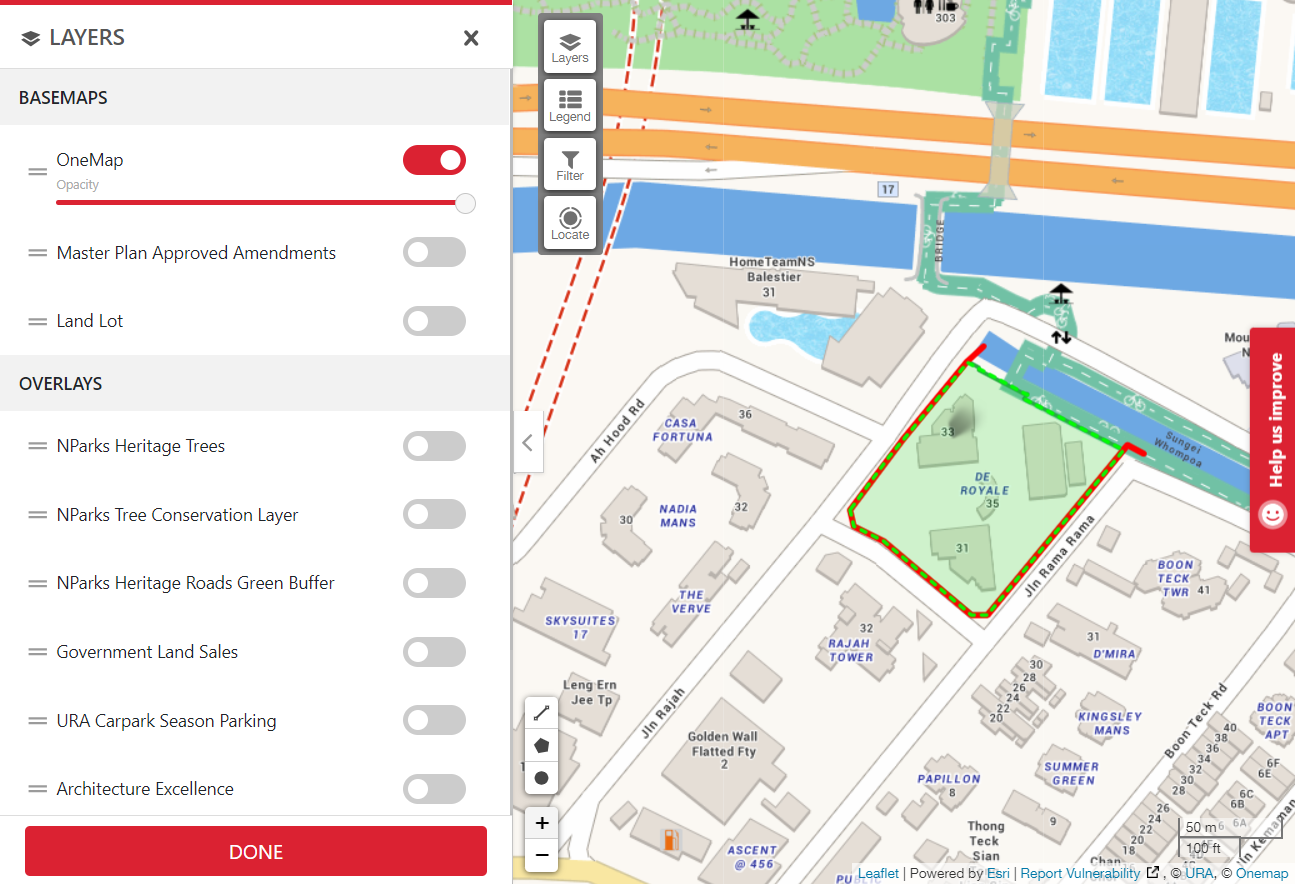 LAYERS
BASEMAPS
OneMap
Opacity
Master Plan Approved Amendments
Land Lot
OVERLAYS
NParks Heritage Trees
NParks Tree Conservation Layer
NParks Heritage Roads Green Buffer
Government Land Sales
URA Carpark Season Parking
Architecture Excellence
DONE
Layers
Legend
Filter
Locate
303
17
BRIDGE
HomeTeamNS
Balestier
31
Ah Hood Rd
CASA
FORTUNA
36
33
DE
ROYALE
35
31
Sungei
Whompoa
Help us improve
NADIA
MANS
30
32
THE
VERVE
SKYSUITES
17
32
RAJAH
TOWER
Jln Rama Rama
BOON
TECK
TWR
41
31
D'MIRA
Leng Ern
Jee Tp
Jln Rajah
Golden Wall
Flatted Fty
2
30
28
26
24
22
20
KINGSLEY
MANS
Boon Teck Rd
BOON
TECK
APT
40
38
36
34
32
30
28
6F
6E
6C
6B
6A
SUMMER
GREEN
PAPILLON
8
9
Thong
Teck
Sian
26
24
22
20
18
ASCENT
@ 456
+
−
50 m
100 ft
Leaflet | Powered by Esri | Report Vulnerability , © URA, © Onemap